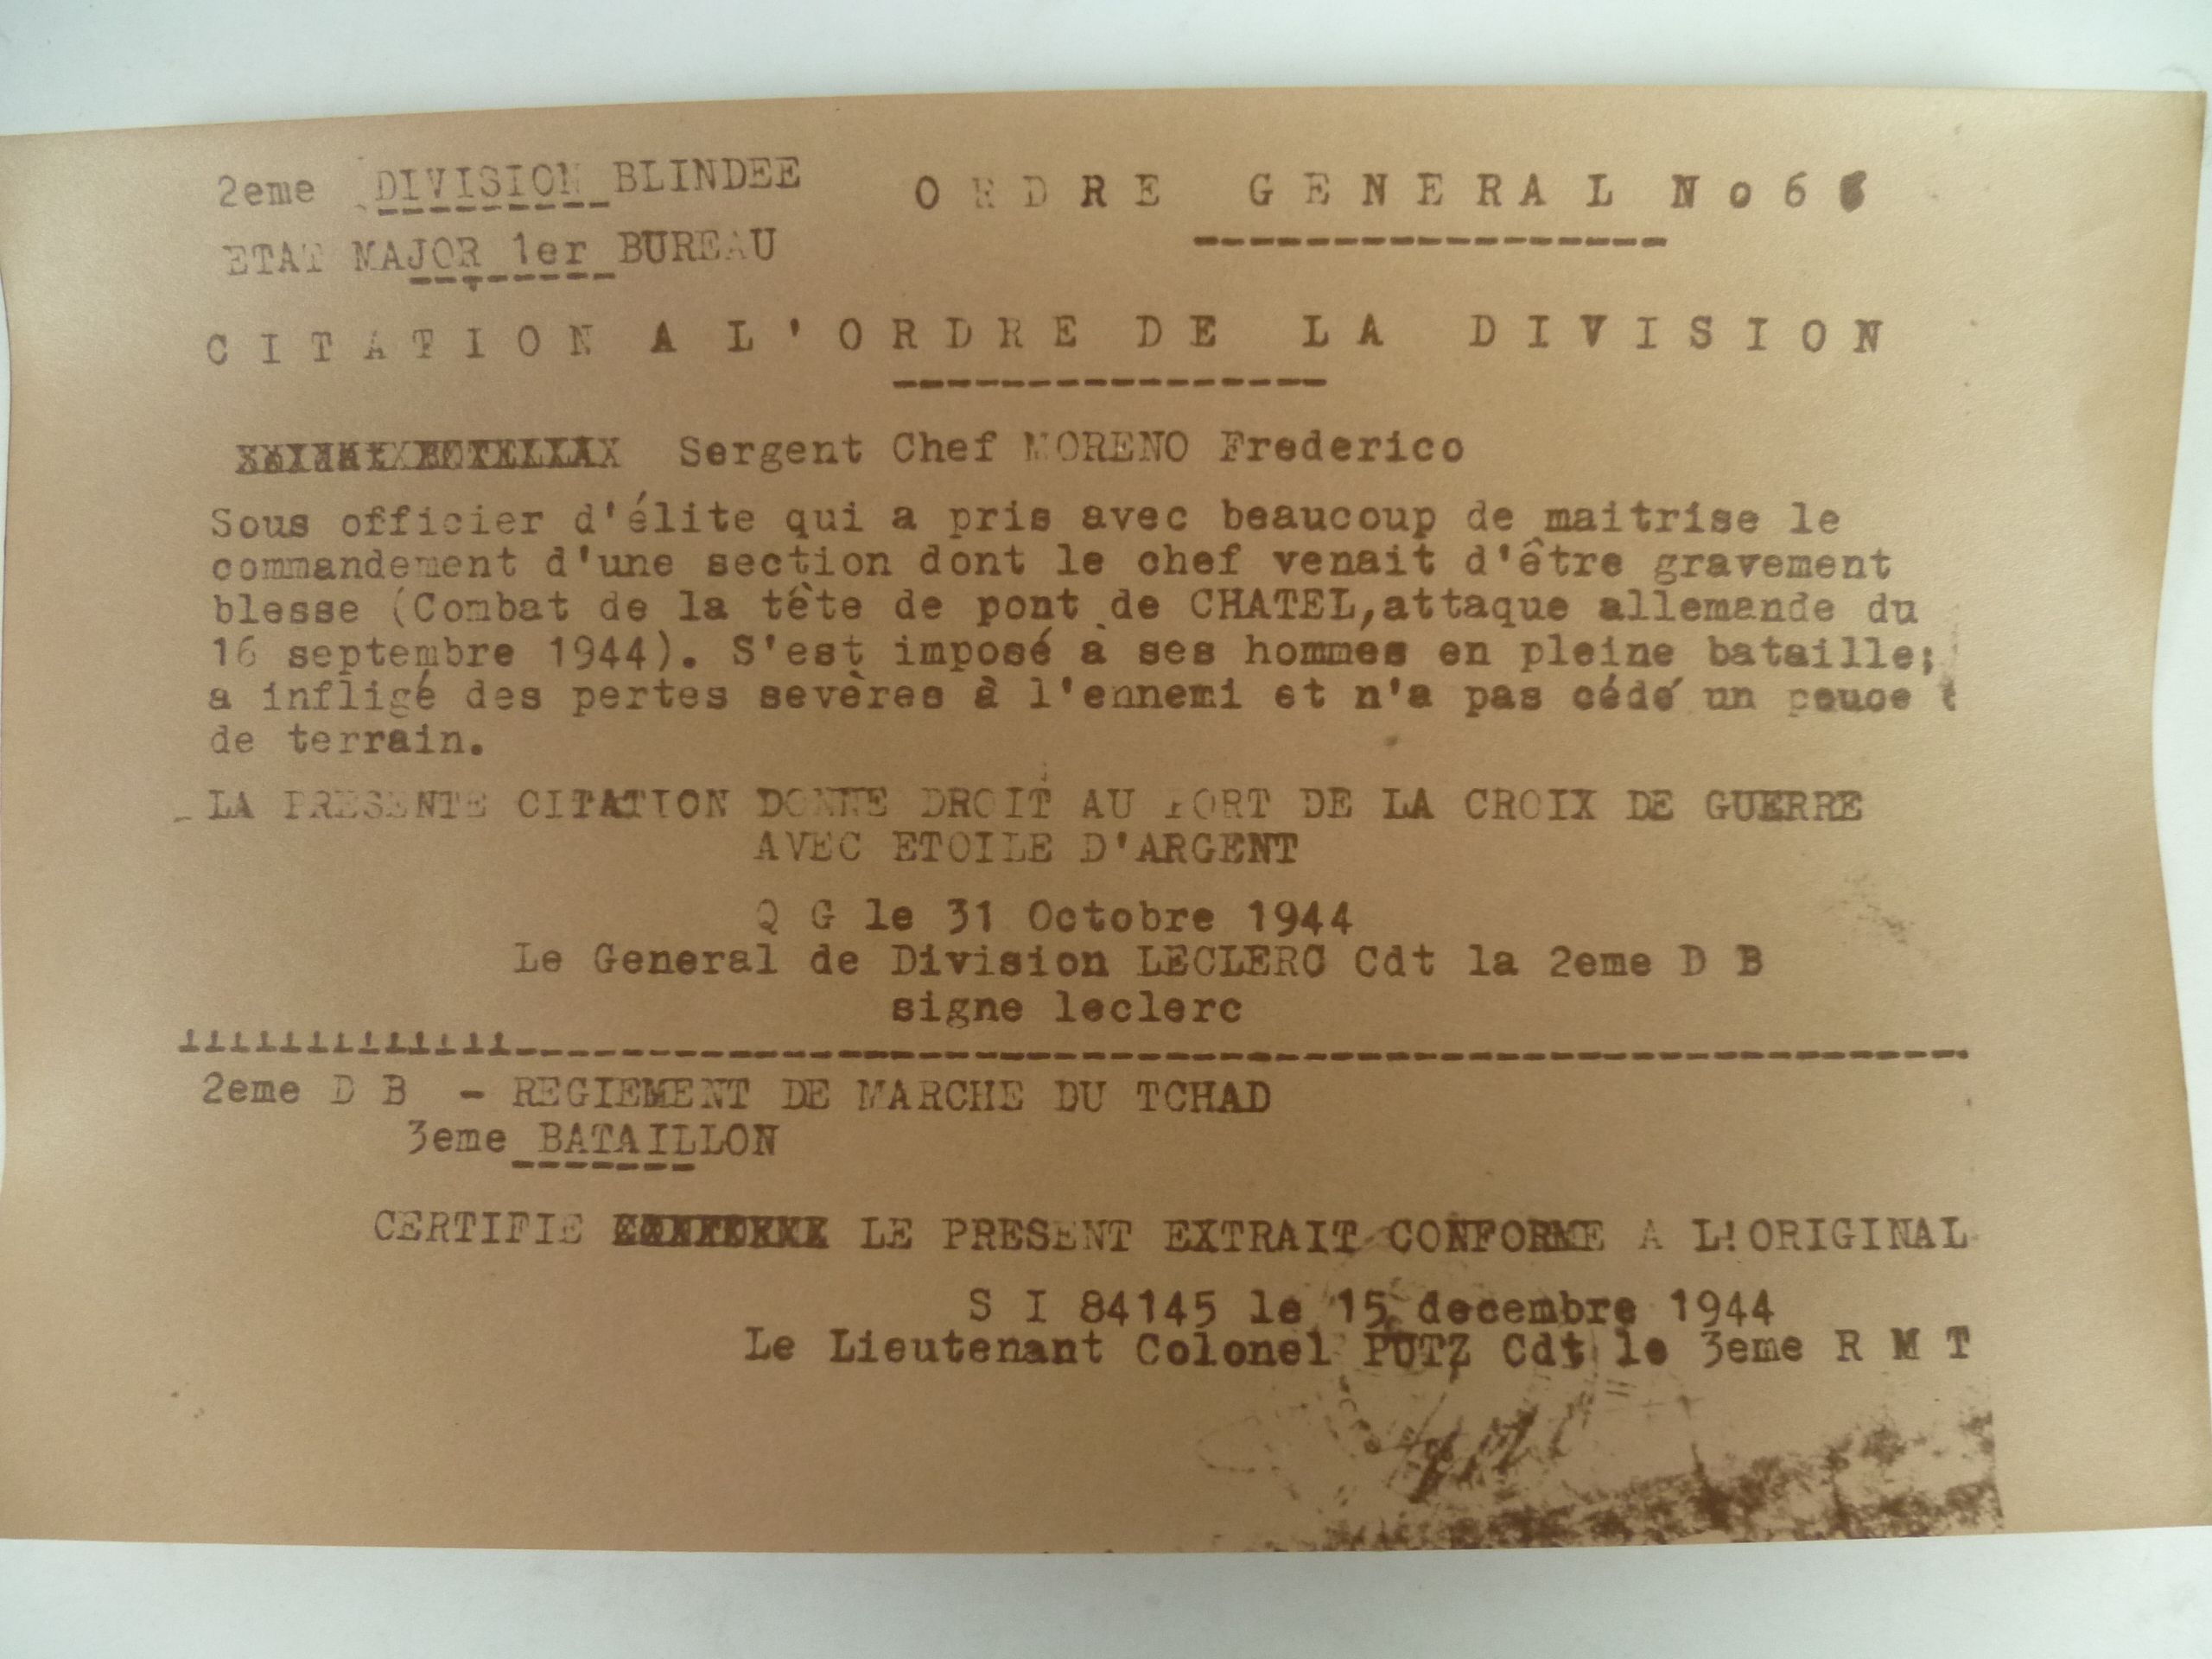 2eme DIVISION BLINDEE
ORDRE GENERAL No 6
ETAT MAJOR 1er BUREAU
CITATION A L'ORDRE DE LA DIVISION
Sergent Chef MORENO Frederico
Sous officier d'élite qui a pris avec beaucoup de maitrise le
commandement d'une section dont le chef venait d'être gravement
blesse (Combat de la tète de pont de CHATEL,attaque allemande du
16 septembre 1944). S'est imposé à ses hommes en pleine bataille;
a infligé des pertes sevères à l'ennemi et n'a pas cédé un pouce
de terrain.
LA PRESENTE CITATION DONNE DROIT AU PORT DE LA CROIX DE GUERRE
AVEC ETOILE D'ARGENT
Q G le 31 Octobre 1944
Le General de Division LECLERC Cdt la 2eme D B
signe leclerc
2eme D B - REGIEMENT DE MARCHE DU TCHAD
3eme BATAILLON
CERTIFIE LE PRESENT EXTRAIT CONFORME A L'ORIGINAL
S I 84145 le 15 decembre 1944
Le Lieutenant Colonel PUTZ Cdt le 3eme R M T